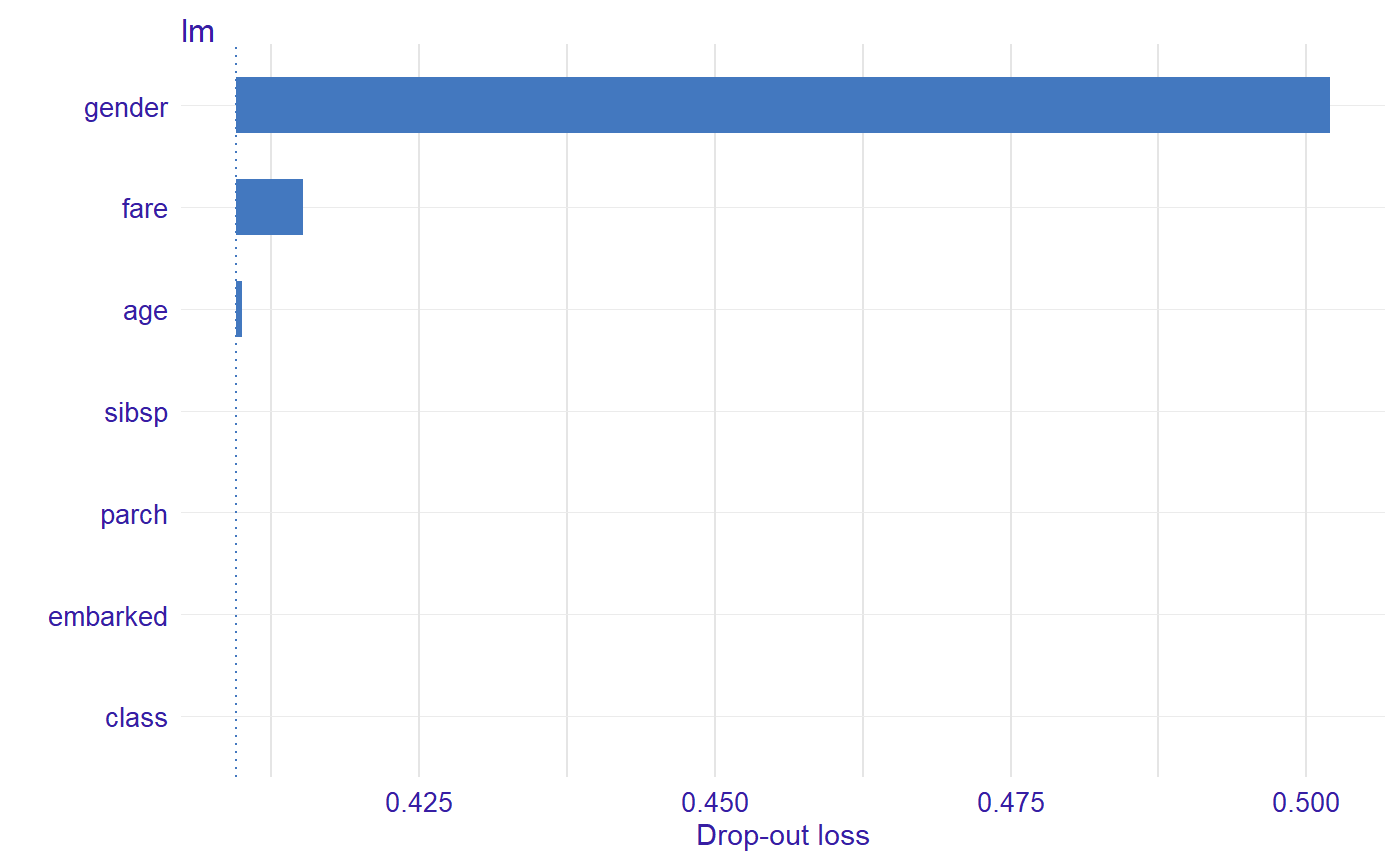 lm
gender
fare
age
sibsp
parch
embarked
class
0.425 0.450 0.475 0.500
Drop-out loss